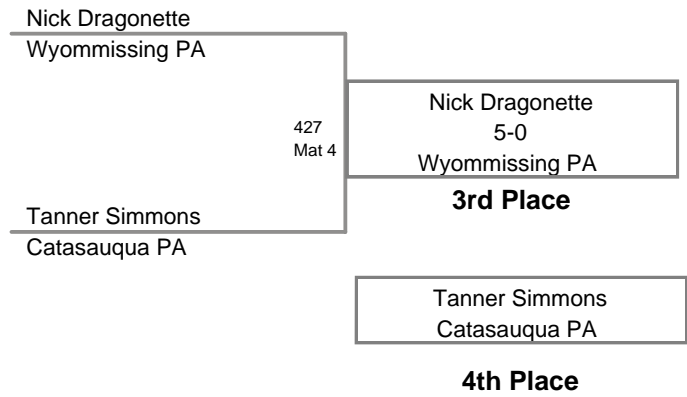 Nick Dragonette
Wyommissing PA
427
Mat 4
Nick Dragonette
5-0
Wyommissing PA
3rd Place
Tanner Simmons
Catasauqua PA
Tanner Simmons
Catasauqua PA
4th Place